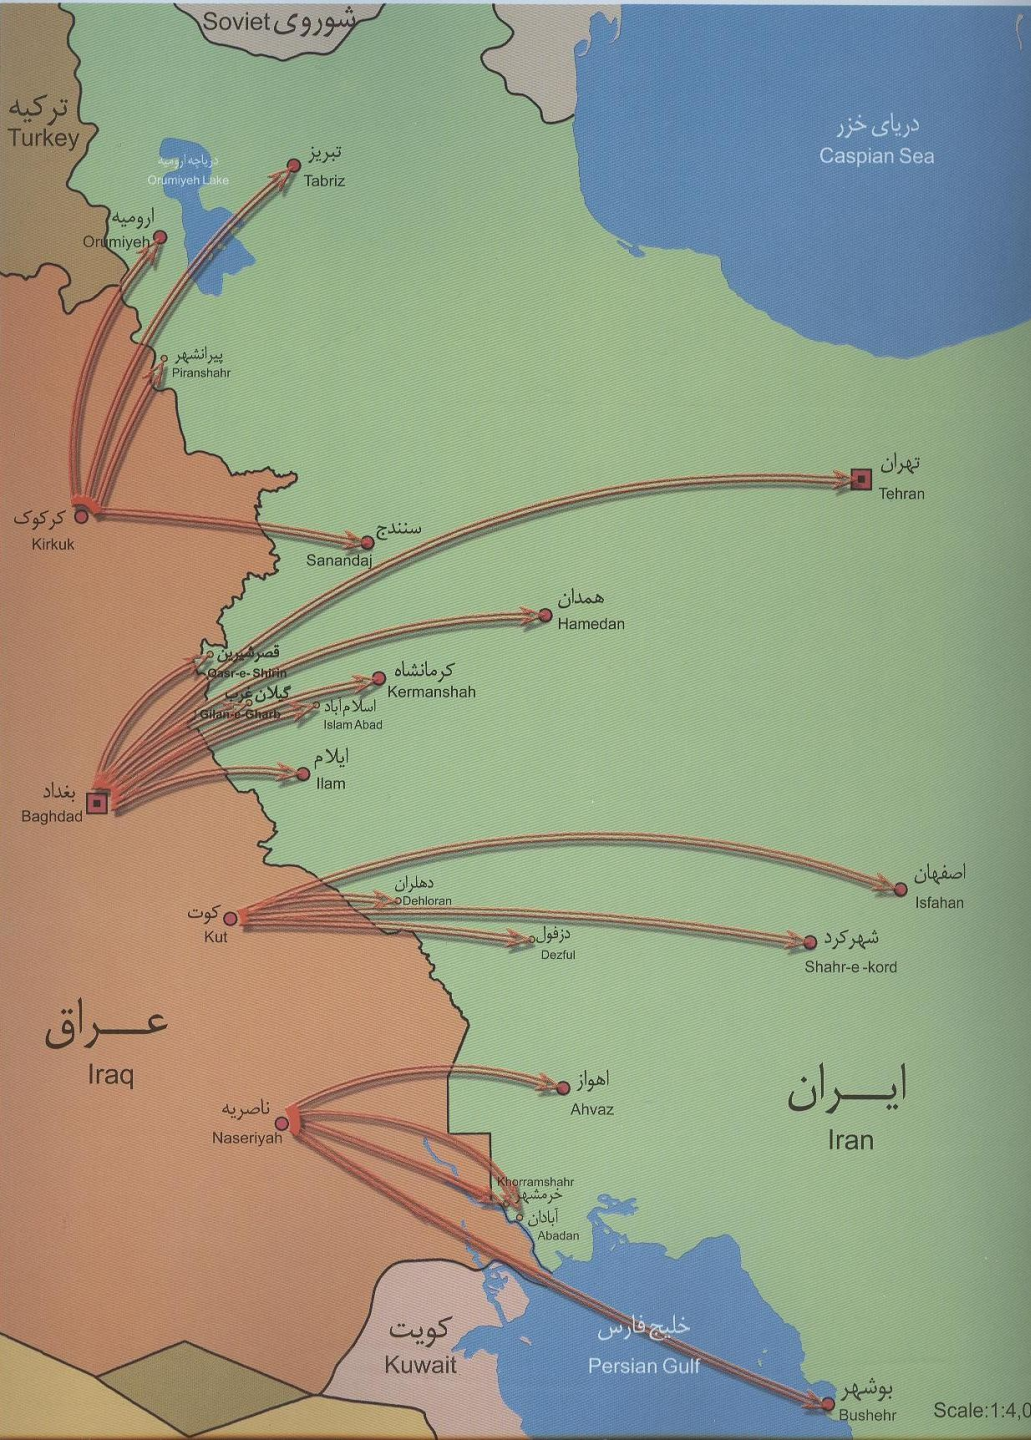 Soviet شوروی
ترکیه
Turkey
دریای خزر
Caspian Sea
دریاچه ارومیه
Orumiyeh Lake
تبریز
Tabriz
ارومیه
Orumiyeh
پیرانشهر
Piranshahr
تهران
Tehran
کرکوک
Kirkuk
سنندج
Sanandaj
همدان
Hamedan
قصرشیرین
Qasr-e-Shirin
کرمانشاه
Kermanshah
گیلان غرب
Gilan-e-Gharb
اسلام آباد
Islam Abad
ایلام
Ilam
بغداد
Baghdad
اصفهان
Isfahan
دهلران
Dehloran
کوت
Kut
دزفول
Dezful
شهرکرد
Shahr-e-kord
عـــراق
Iraq
اهواز
Ahvaz
ایـــران
Iran
ناصریه
Naseriyah
Khorramshahr
خرمشهر
آبادان
Abadan
کویت
Kuwait
خلیج فارس
Persian Gulf
بوشهر
Bushehr
Scale:1:4,0